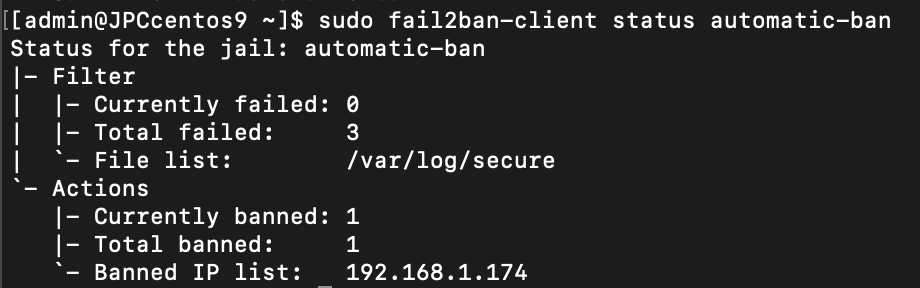 [[admin@JPCcentos9 ~]$ sudo fail2ban-client status automatic-ban
Status for the jail: automatic-ban
|- Filter
|  |- Currently failed: 0
|  |- Total failed:     3
|  `- File list:        /var/log/secure
`- Actions
   |- Currently banned: 1
   |- Total banned:     1
   `- Banned IP list:   192.168.1.174